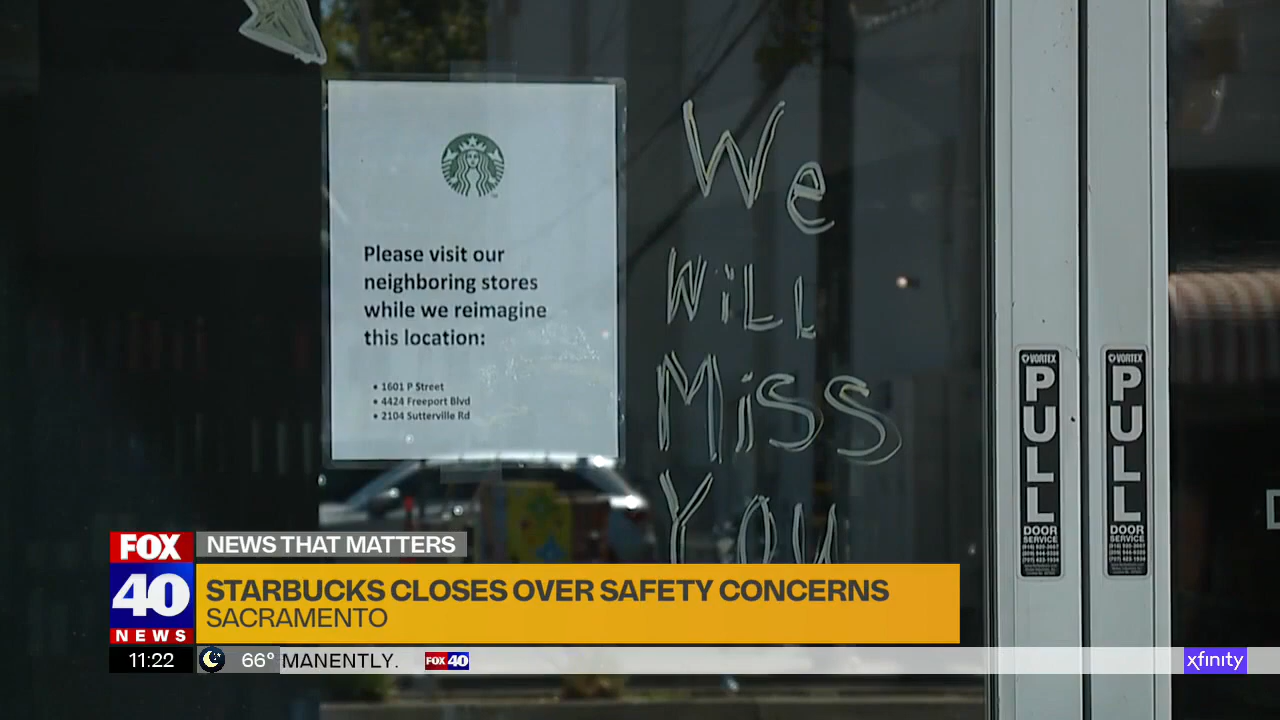 Please visit our
neighboring stores
while we reimagine
this location:
• 1601 P Street
• 4424 Freeport Blvd
• 2104 Sutterville Rd
We
Will
Miss
You
VORTEX
PULL
DOOR
SERVICE
VORTEX
PULL
DOOR
SERVICE
FOX
40
NEWS
NEWS THAT MATTERS
STARBUCKS CLOSES OVER SAFETY CONCERNS
SACRAMENTO
11:22
66°
MANENTLY.
FOX 40
xfinity